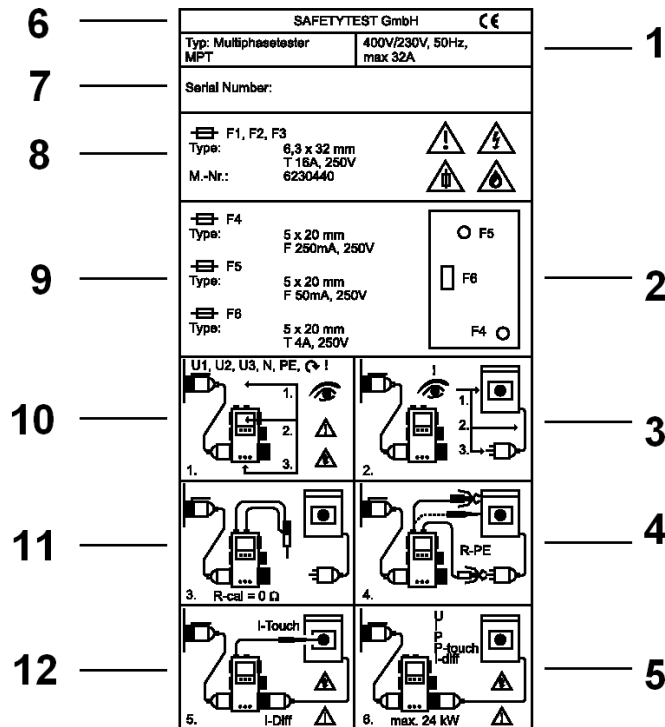 6
SAFETYTEST GmbH CE
Typ: Multiphasetester
MPT
400V/230V, 50Hz,
max 32A
1
7
Serial Number:
8
F1, F2, F3
Type: 6,3 x 32 mm
T 16A, 250V
M.-Nr.: 6230440
9
F4
Type: 5 x 20 mm
F 250mA, 250V
F5
Type: 5 x 20 mm
F 50mA, 250V
F6
Type: 5 x 20 mm
T 4A, 250V
F5
F6
F4
2
10
U1, U2, U3, N, PE, !
1.
2.
3.
1.
!
1.
2.
3.
2.
3
11
3. R-cal = 0 Ω
R-PE
4.
4
12
I-Touch
5. I-Diff
U
I
P
P-touch
I-diff
6. max. 24 kW
5